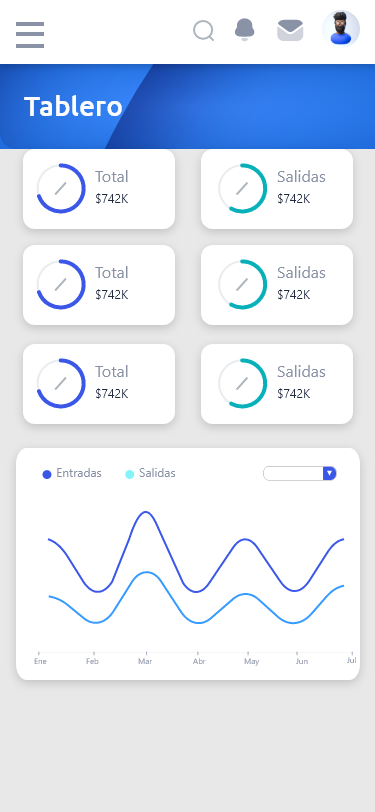 Tablero
Total
$742K
Salidas
$742K
Total
$742K
Salidas
$742K
Total
$742K
Salidas
$742K
Entradas Salidas
Ene Feb Mar Abr May Jun Jul